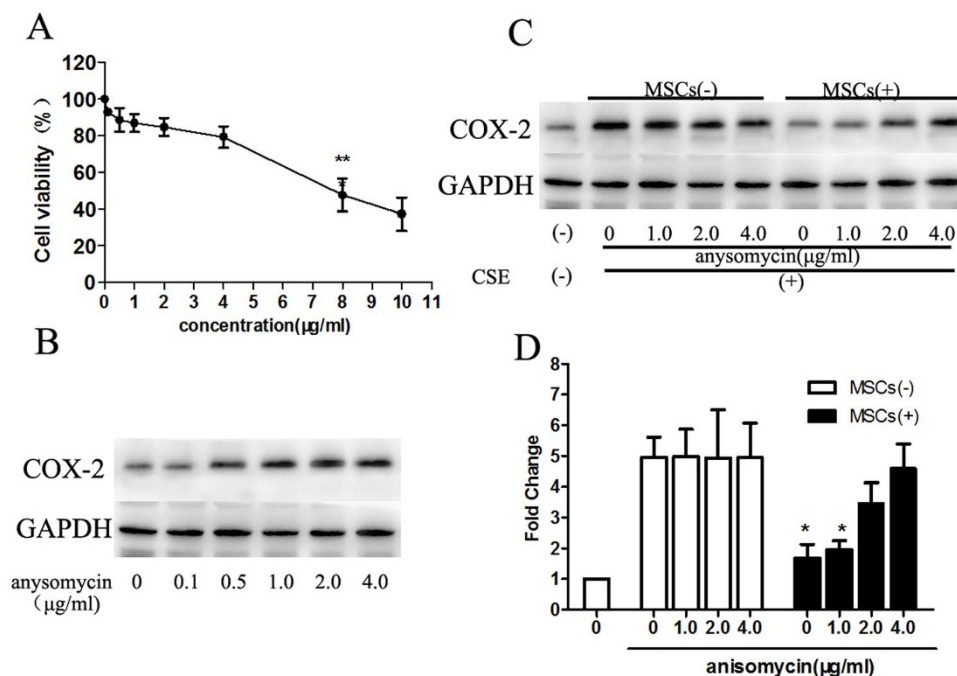 A
120
100
80
60
40
20
0
Cell viability (%)
**
*
0 1 2 3 4 5 6 7 8 9 10 11
concentration(μg/ml)
B
COX-2
GAPDH
anysomycin 0 0.1 0.5 1.0 2.0 4.0
(μg/ml)
C
MSCs(-) MSCs(+)
COX-2
GAPDH
(-) 0 1.0 2.0 4.0 0 1.0 2.0 4.0
anysomycin(μg/ml)
CSE (-) (+)
D
8
7
6
5
4
3
2
1
0
Fold Change
MSCs(-)
MSCs(+)
* *
0 0 1.0 2.0 4.0 0 1.0 2.0 4.0
anisomycin(μg/ml)